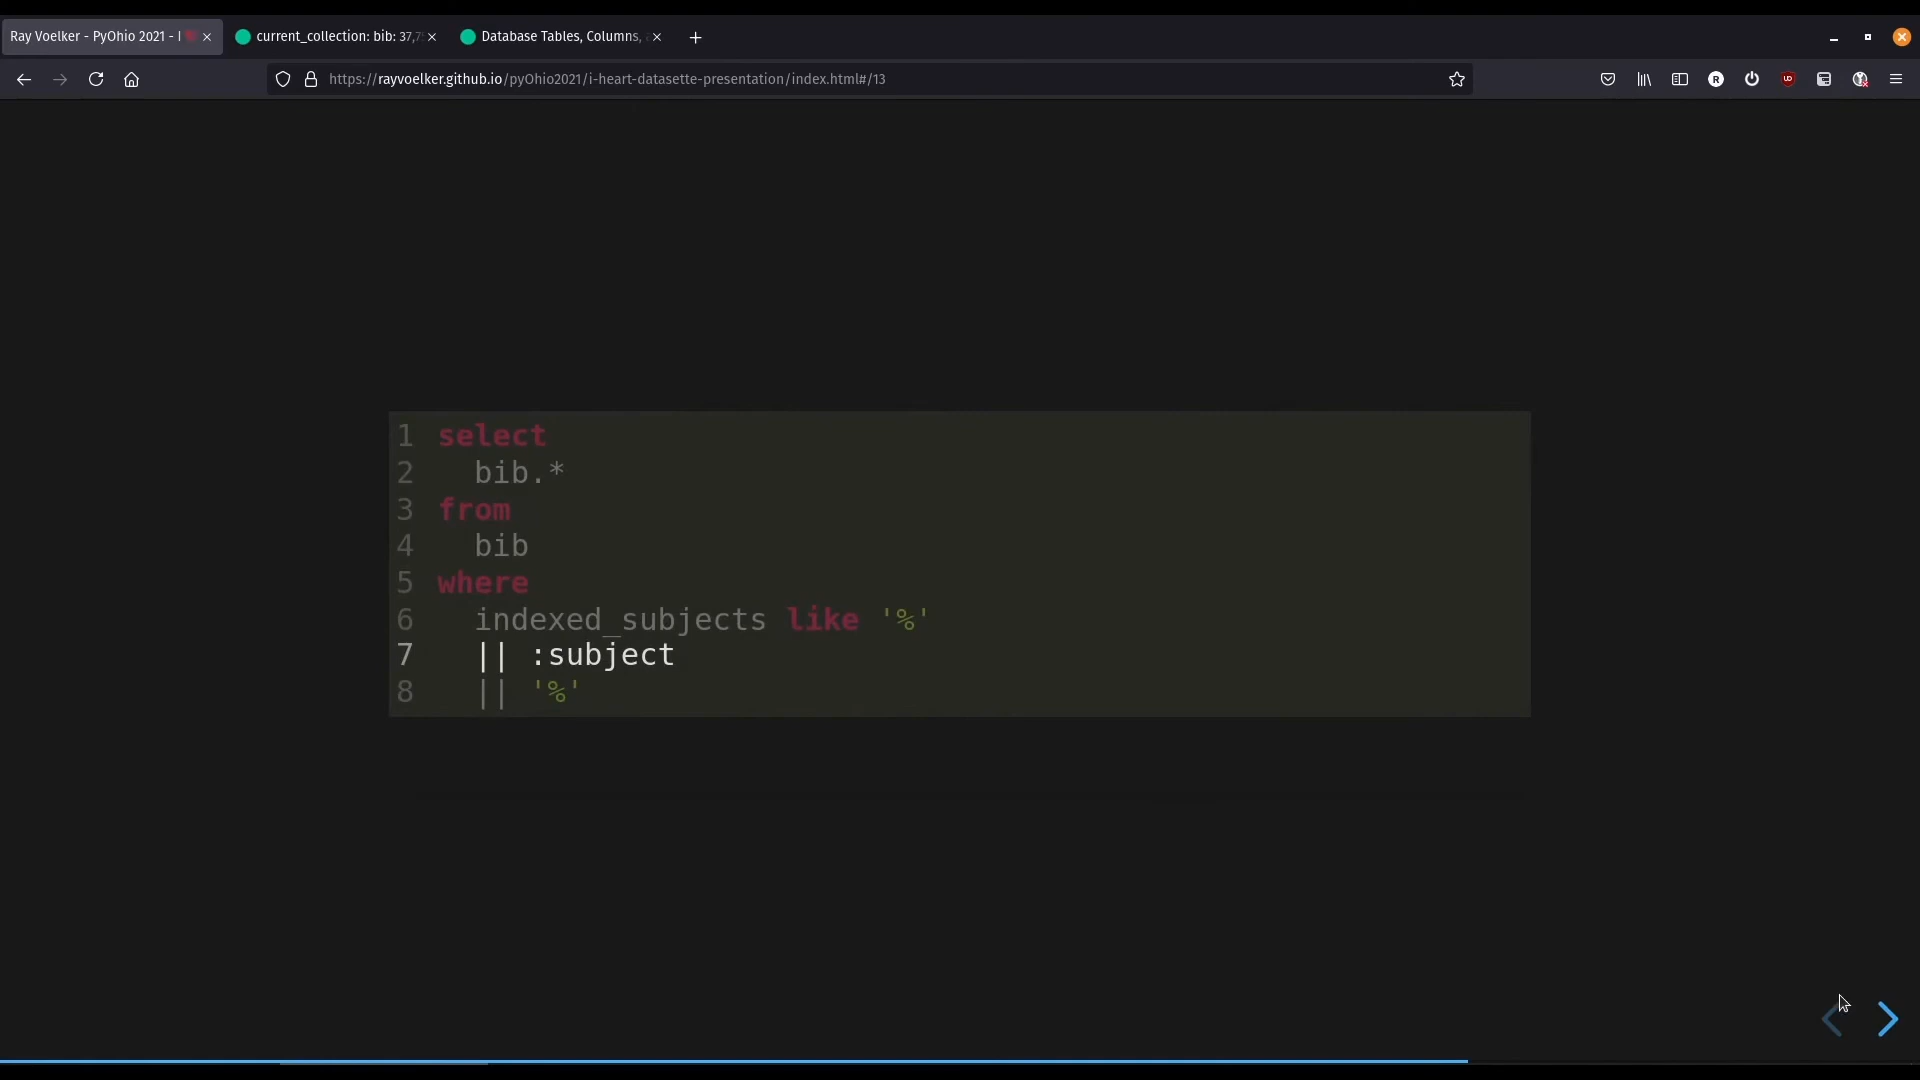 Ray Voelker - PyOhio 2021 - I
current_collection: bib: 37,7
Database Tables, Columns,
https://rayvoelker.github.io/pyOhio2021/i-heart-datasette-presentation/index.html#/13
1 select
2 bib.*
3 from
4 bib
5 where
6 indexed_subjects like '%'
7 || :subject
8 || '%'